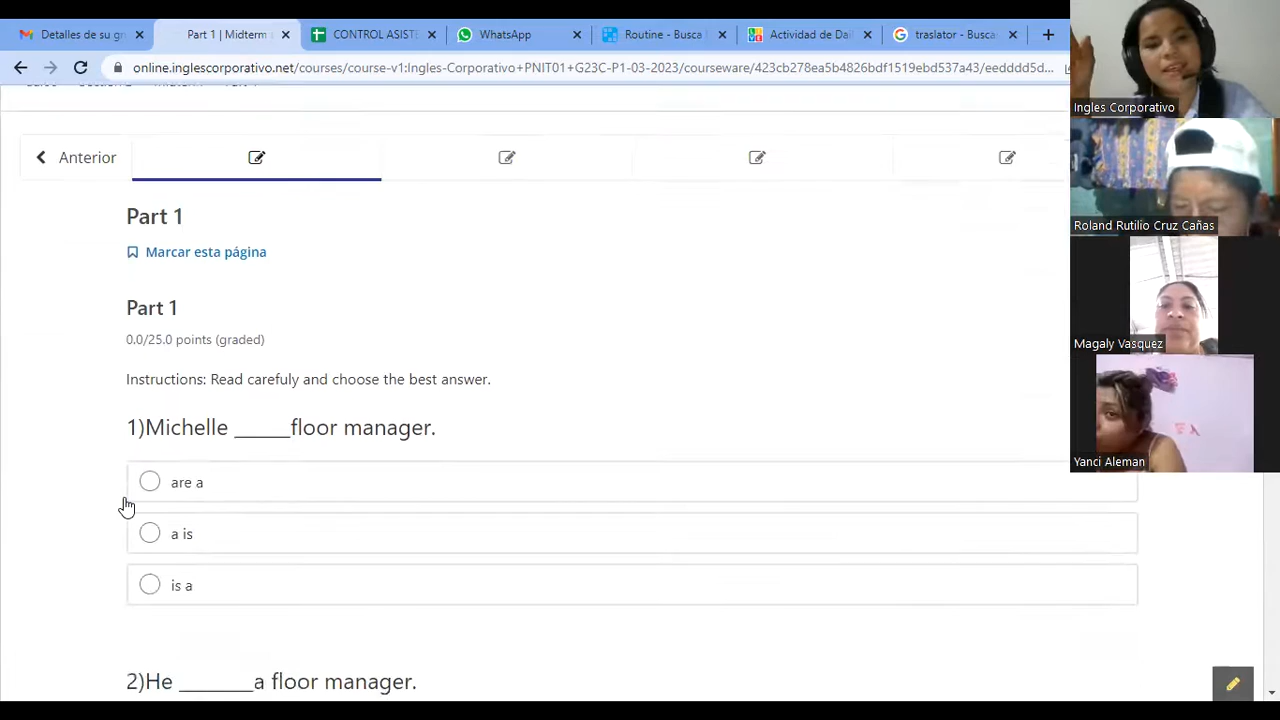 Detalles de su gr
Part 1 | Midterm
CONTROL ASISTE
WhatsApp
Routine - Busca
Actividad de Dai
traslator - Busca
online.inglescorporativo.net/courses/course-v1:Ingles-Corporativo+PNIT01+G23C-P1-03-2023/courseware/423cb278ea5b4826bdf1519ebd537a43/eedddd5d...
Ingles Corporativo
Anterior
Part 1
Roland Rutilio Cruz Cañas
Marcar esta página
Part 1
0.0/25.0 points (graded)
Magaly Vasquez
Instructions: Read carefuly and choose the best answer.
1)Michelle ______floor manager.
Yanci Aleman
are a
a is
is a
2)He ________a floor manager.